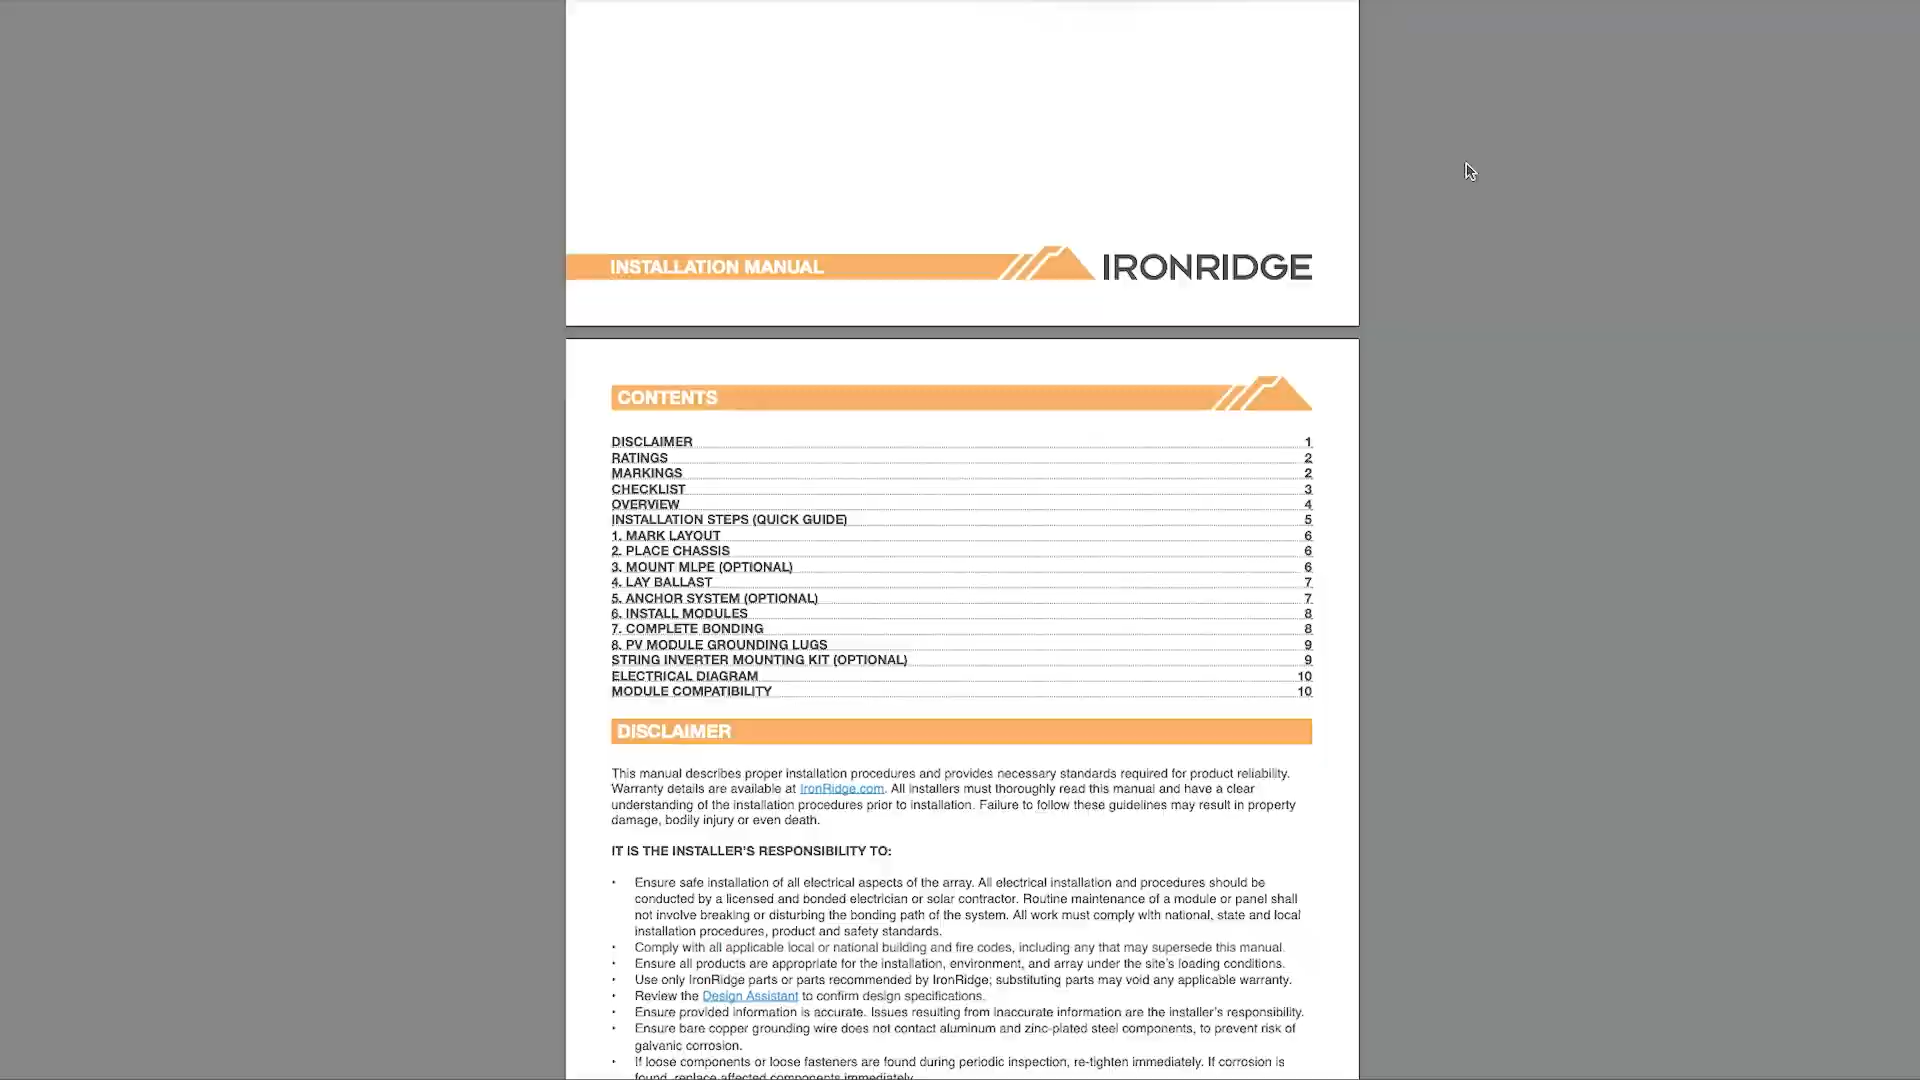 INSTALLATION MANUAL
IRONRIDGE
CONTENTS
DISCLAIMER 1
RATINGS 2
MARKINGS 2
CHECKLIST 3
OVERVIEW 4
INSTALLATION STEPS (QUICK GUIDE) 5
1. MARK LAYOUT 6
2. PLACE CHASSIS 6
3. MOUNT MLPE (OPTIONAL) 6
4. LAY BALLAST 7
5. ANCHOR SYSTEM (OPTIONAL) 7
6. INSTALL MODULES 8
7. COMPLETE BONDING 8
8. PV MODULE GROUNDING LUGS 9
STRING INVERTER MOUNTING KIT (OPTIONAL) 9
ELECTRICAL DIAGRAM 10
MODULE COMPATIBILITY 10
DISCLAIMER
This manual describes proper installation procedures and provides necessary standards required for product reliability.
Warranty details are available at IronRidge.com. All installers must thoroughly read this manual and have a clear
understanding of the installation procedures prior to installation. Failure to follow these guidelines may result in property
damage, bodily injury or even death.
IT IS THE INSTALLER'S RESPONSIBILITY TO:
• Ensure safe installation of all electrical aspects of the array. All electrical installation and procedures should be
conducted by a licensed and bonded electrician or solar contractor. Routine maintenance of a module or panel shall
not involve breaking or disturbing the bonding path of the system. All work must comply with national, state and local
installation procedures, product and safety standards.
• Comply with all applicable local or national building and fire codes, including any that may supersede this manual.
• Ensure all products are appropriate for the installation, environment, and array under the site's loading conditions.
• Use only IronRidge parts or parts recommended by IronRidge; substituting parts may void any applicable warranty.
• Review the Design Assistant to confirm design specifications.
• Ensure provided information is accurate. Issues resulting from inaccurate information are the installer's responsibility.
• Ensure bare copper grounding wire does not contact aluminum and zinc-plated steel components, to prevent risk of
galvanic corrosion.
• If loose components or loose fasteners are found during periodic inspection, re-tighten immediately. If corrosion is
found, replace affected components immediately.